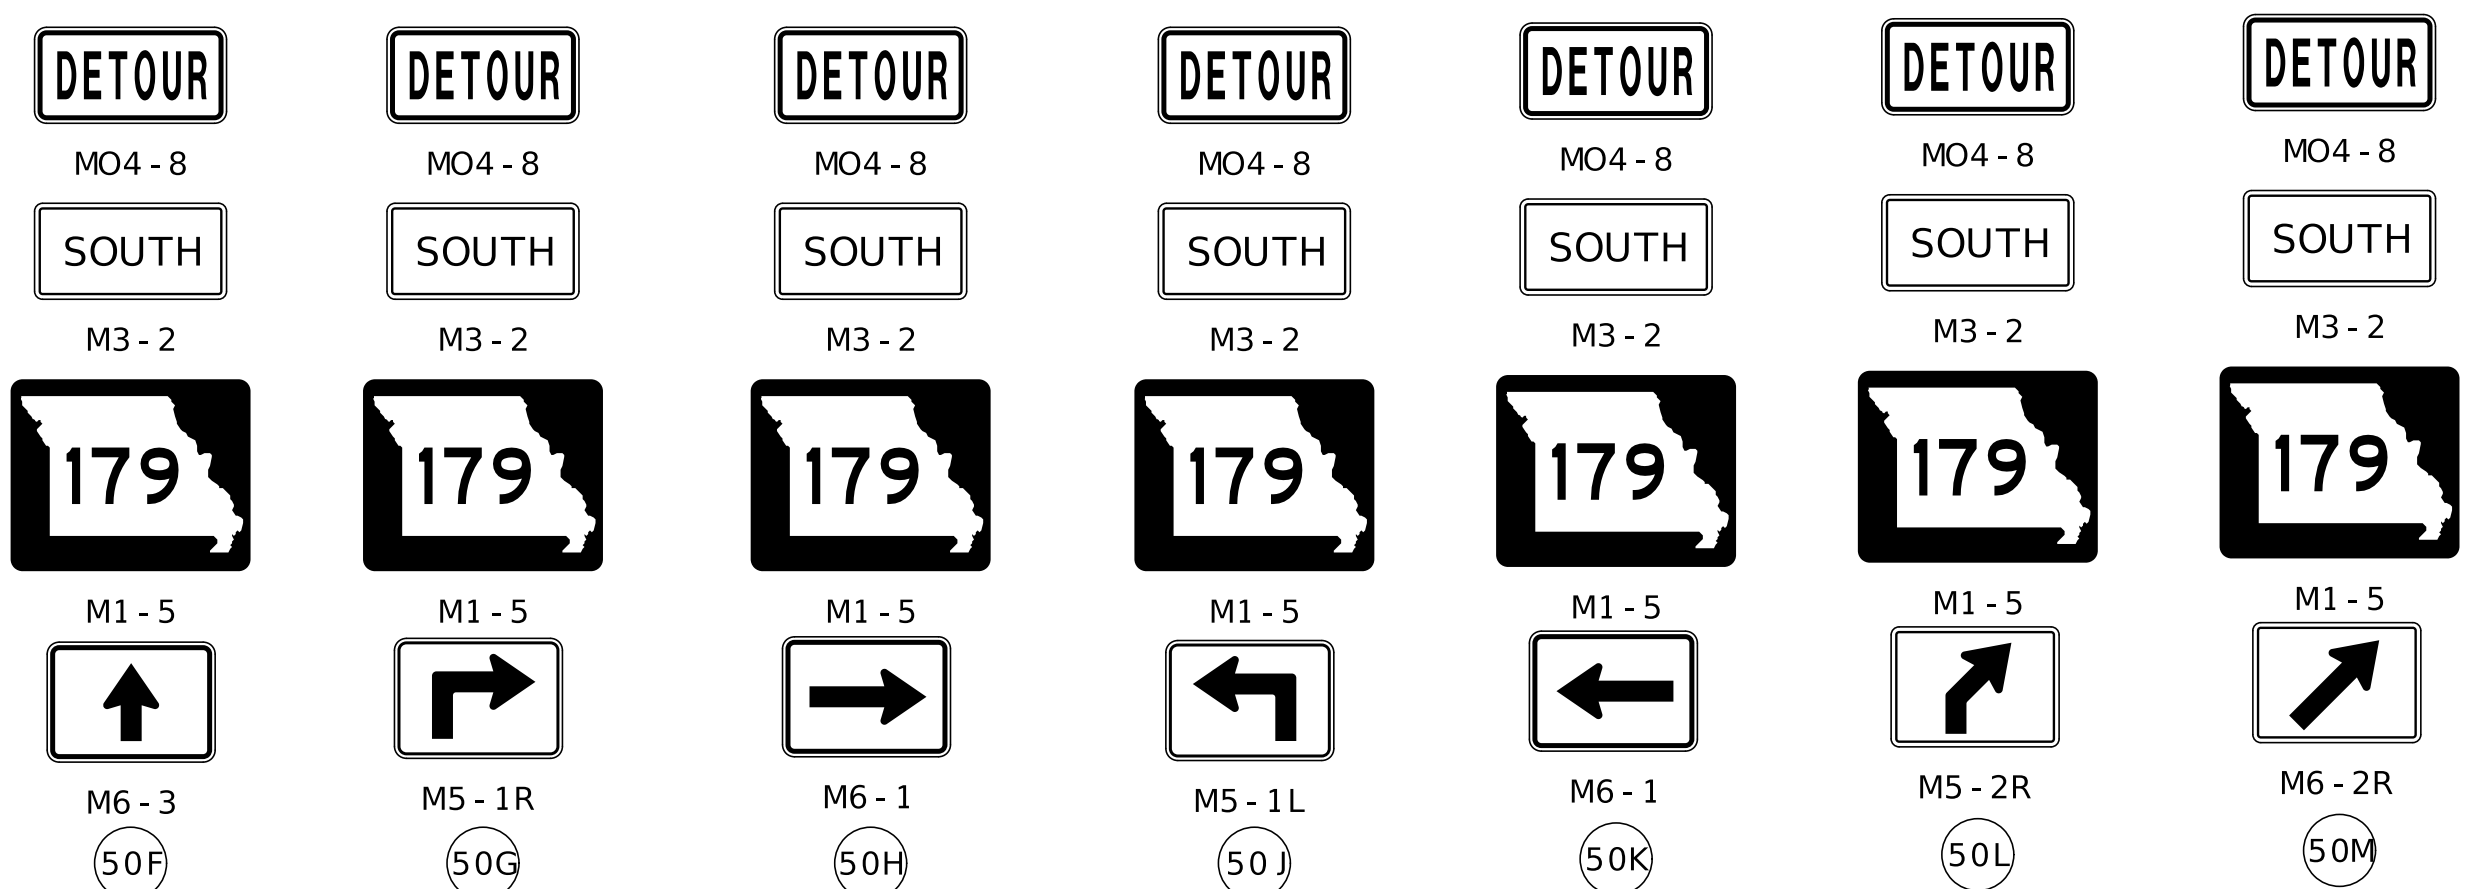 DETOUR DETOUR DETOUR DETOUR DETOUR DETOUR DETOUR
MO4-8 MO4-8 MO4-8 MO4-8 MO4-8 MO4-8 MO4-8
SOUTH SOUTH SOUTH SOUTH SOUTH SOUTH SOUTH
M3-2 M3-2 M3-2 M3-2 M3-2 M3-2 M3-2
179 179 179 179 179 179 179
M1-5 M1-5 M1-5 M1-5 M1-5 M1-5 M1-5
M6-3 M5-1R M6-1 M5-1L M6-1 M5-2R M6-2R
50F 50G 50H 50J 50K 50L 50M